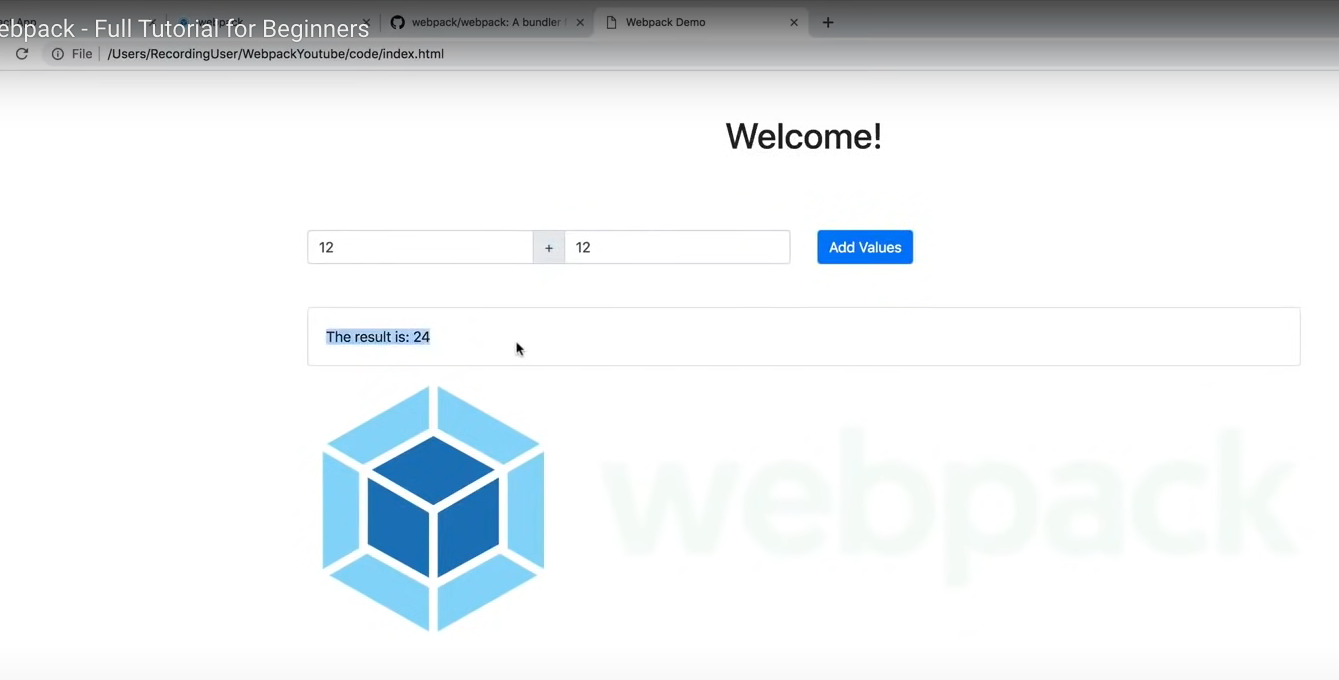 ebpack - Full Tutorial for Beginners
webpack/webpack: A bundler
Webpack Demo
File
/Users/RecordingUser/WebpackYoutube/code/index.html
Welcome!
12 + 12 Add Values
The result is: 24
webpack